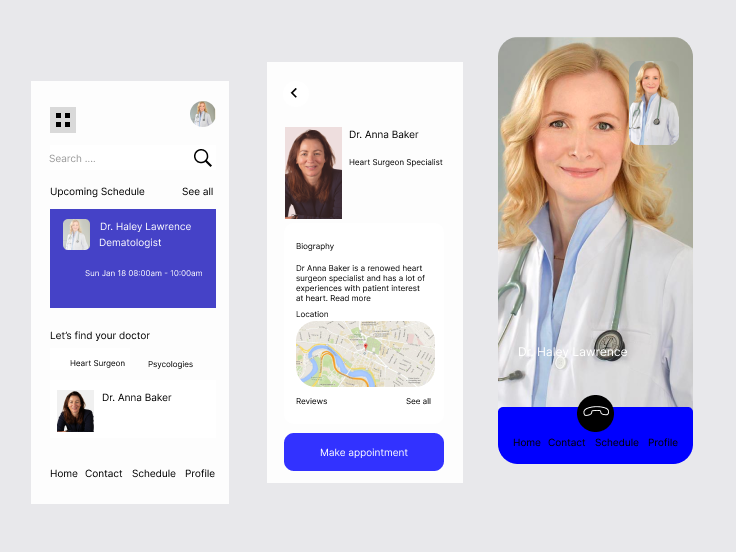 Search ....
Upcoming Schedule See all
Dr. Haley Lawrence
Dematologist
Sun Jan 18 08:00am - 10:00am
Let's find your doctor
Heart Surgeon Psycologies
Dr. Anna Baker
Home Contact Schedule Profile
Dr. Anna Baker
Heart Surgeon Specialist
Biography
Dr Anna Baker is a renowed heart
surgeon specialist and has a lot of
experiences with patient interest
at heart. Read more
Location
Reviews See all
Make appointment
Dr. Haley Lawrence
Home Contact Schedule Profile